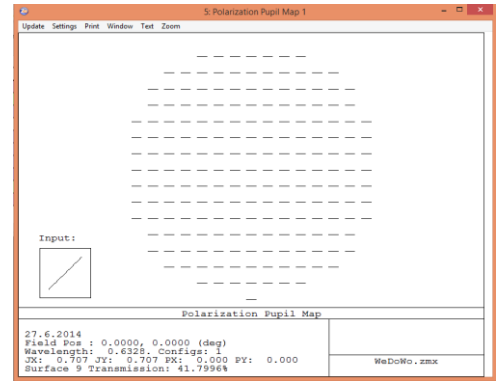 5: Polarization Pupil Map 1
Update Settings Print Window Text Zoom
Input:
Polarization Pupil Map
27.6.2014
Field Pos : 0.0000, 0.0000 (deg)
Wavelength: 0.6328. Configs: 1
JX: 0.707 JY: 0.707 PX: 0.000 PY: 0.000
Surface 9 Transmission: 41.7996%
WeDoWo.zmx